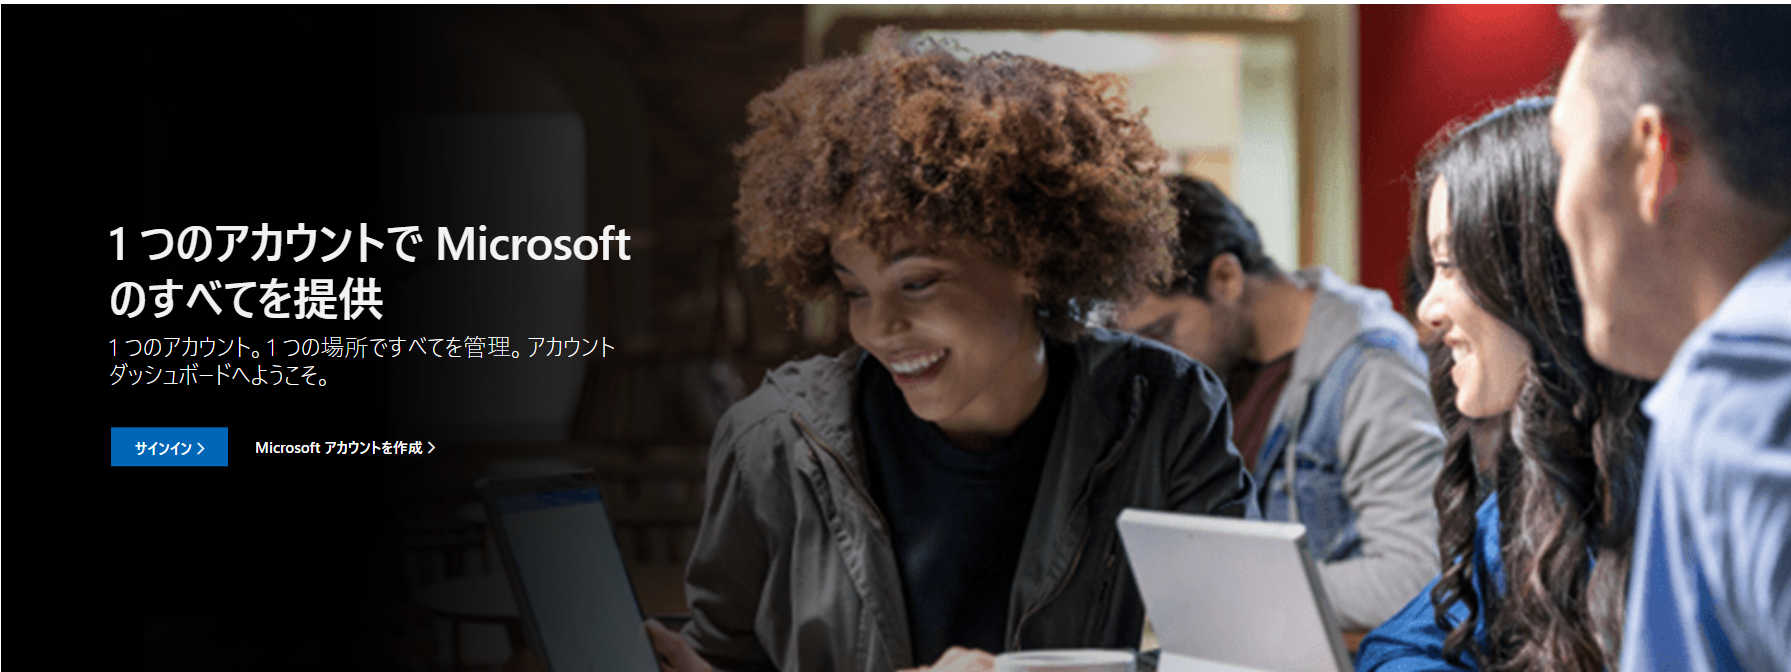 1 つのアカウントで Microsoft
のすべてを提供
1 つのアカウント。1 つの場所ですべてを管理。アカウント
ダッシュボードへようこそ。
サインイン >
Microsoft アカウントを作成 >